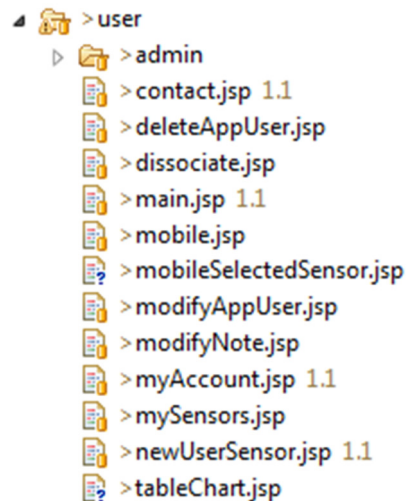 >user
>admin
>contact.jsp 1.1
>deleteAppUser.jsp
>dissociate.jsp
>main.jsp 1.1
>mobile.jsp
>mobileSelectedSensor.jsp
>modifyAppUser.jsp
>modifyNote.jsp
>myAccount.jsp 1.1
>mySensors.jsp
>newUserSensor.jsp 1.1
>tableChart.jsp